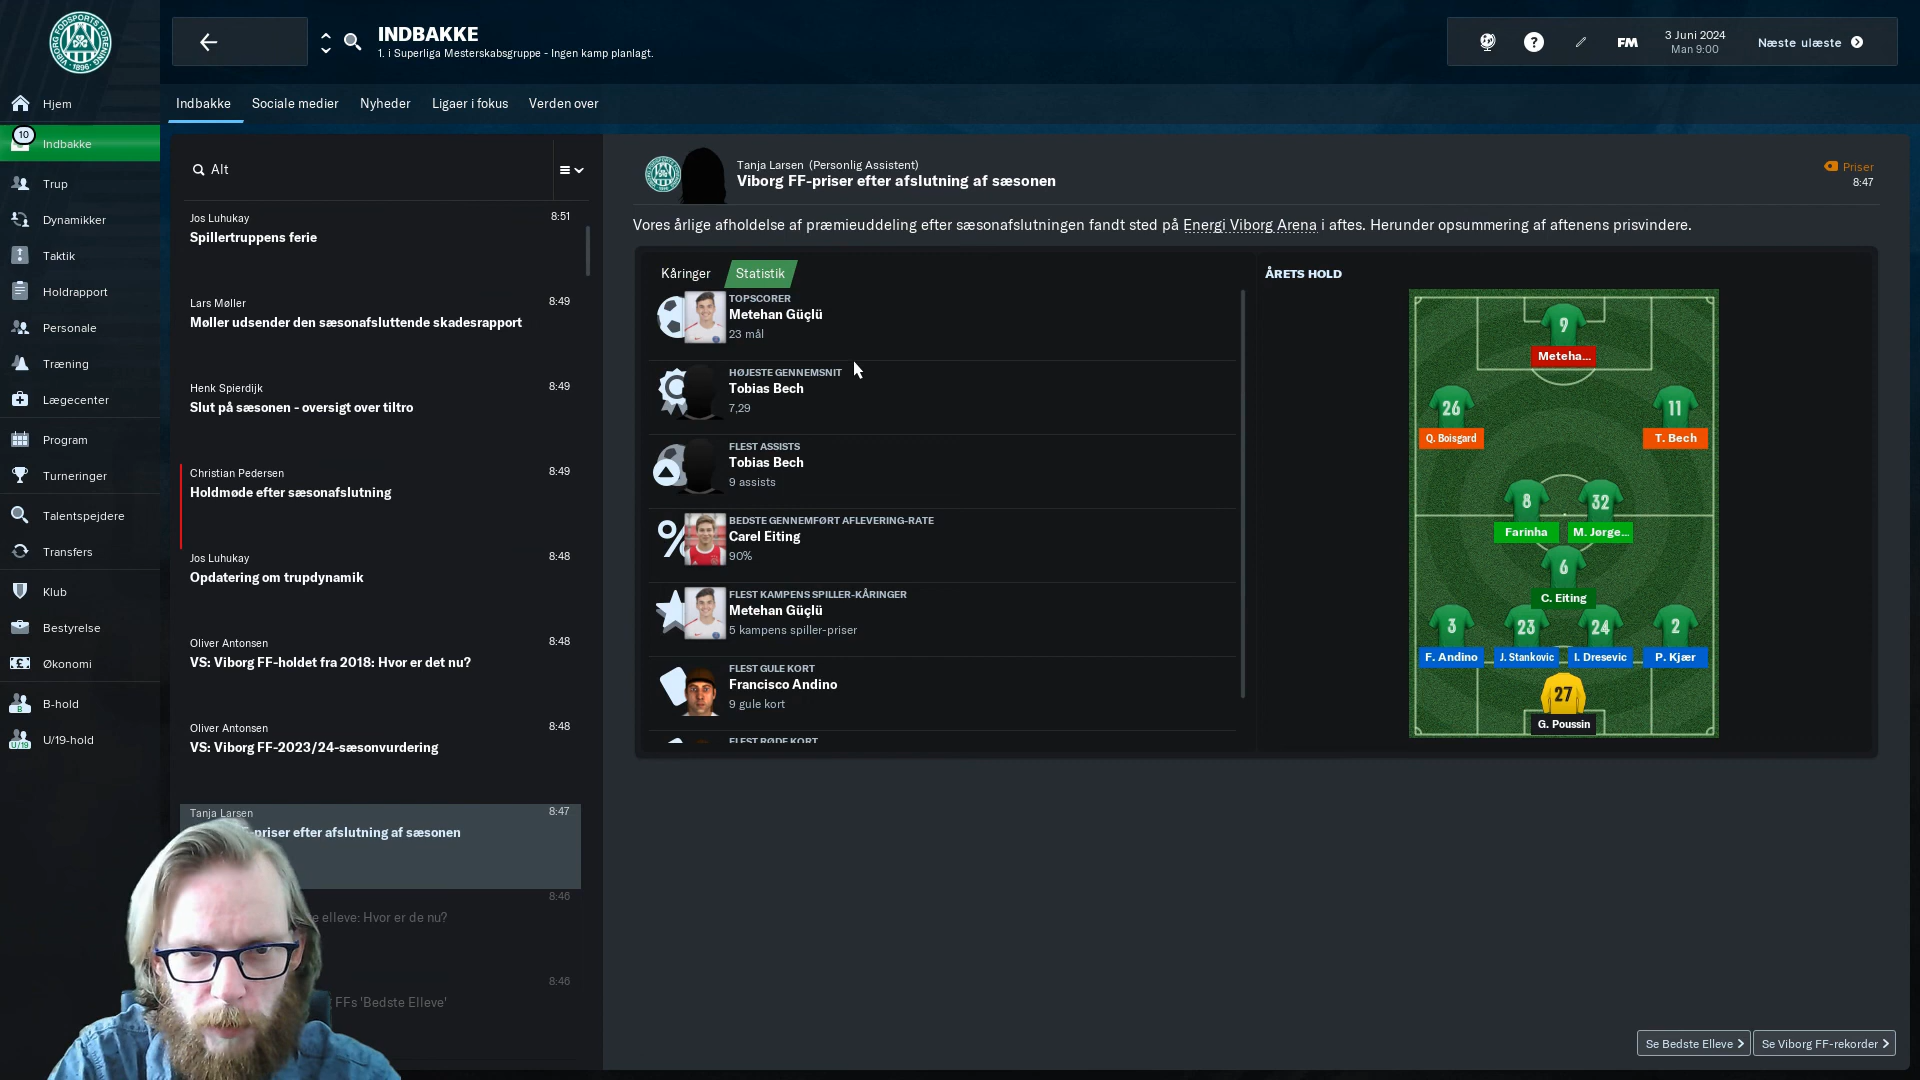 VIBORG FODSPORTS FORENING
1896
INDBAKKE
1. i Superliga Mesterskabsgruppe - Ingen kamp planlagt.
?
FM
3 Juni 2024
Man 9:00
Næste ulæste
Hjem
10
Indbakke
Trup
Dynamikker
Taktik
Holdrapport
Personale
Træning
Lægecenter
Program
Turneringer
Talentspejdere
Transfers
Klub
Bestyrelse
Økonomi
B
B-hold
U/19
U/19-hold
Indbakke Sociale medier Nyheder Ligaer i fokus Verden over
Alt
Jos Luhukay 8:51
Spillertruppens ferie
Lars Møller 8:49
Møller udsender den sæsonafsluttende skadesrapport
Henk Spierdijk 8:49
Slut på sæsonen - oversigt over tiltro
Christian Pedersen 8:49
Holdmøde efter sæsonafslutning
Jos Luhukay 8:48
Opdatering om trupdynamik
Oliver Antonsen 8:48
VS: Viborg FF-holdet fra 2018: Hvor er det nu?
Oliver Antonsen 8:48
VS: Viborg FF-2023/24-sæsonvurdering
Tanja Larsen 8:47
-priser efter afslutning af sæsonen
8:46
elleve: Hvor er de nu?
8:46
FFs 'Bedste Elleve'
Tanja Larsen (Personlig Assistent)
Viborg FF-priser efter afslutning af sæsonen
Priser
8:47
Vores årlige afholdelse af præmieuddeling efter sæsonafslutningen fandt sted på Energi Viborg Arena i aftes. Herunder opsummering af aftenens prisvindere.
Kåringer Statistik
TOPSCORER
Metehan Güçlü
23 mål
HØJESTE GENNEMSNIT
Tobias Bech
7,29
FLEST ASSISTS
Tobias Bech
9 assists
%
BEDSTE GENNEMFØRT AFLEVERING-RATE
Carel Eiting
90%
FLEST KAMPENS SPILLER-KÅRINGER
Metehan Güçlü
5 kampens spiller-priser
FLEST GULE KORT
Francisco Andino
9 gule kort
FLEST RØDE KORT
ÅRETS HOLD
9
Meteha...
26 11
Q. Boisgard T. Bech
8 32
Farinha M. Jørge...
6
C. Eiting
3 23 24 2
F. Andino J. Stankovic I. Dresevic P. Kjær
27
G. Poussin
Se Bedste Elleve
Se Viborg FF-rekorder